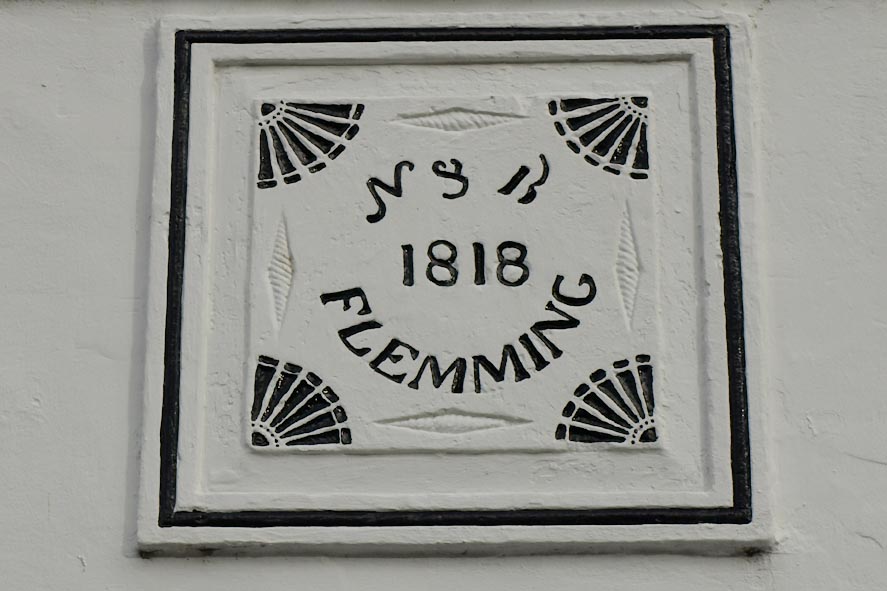 N & B
1818
FLEMMING